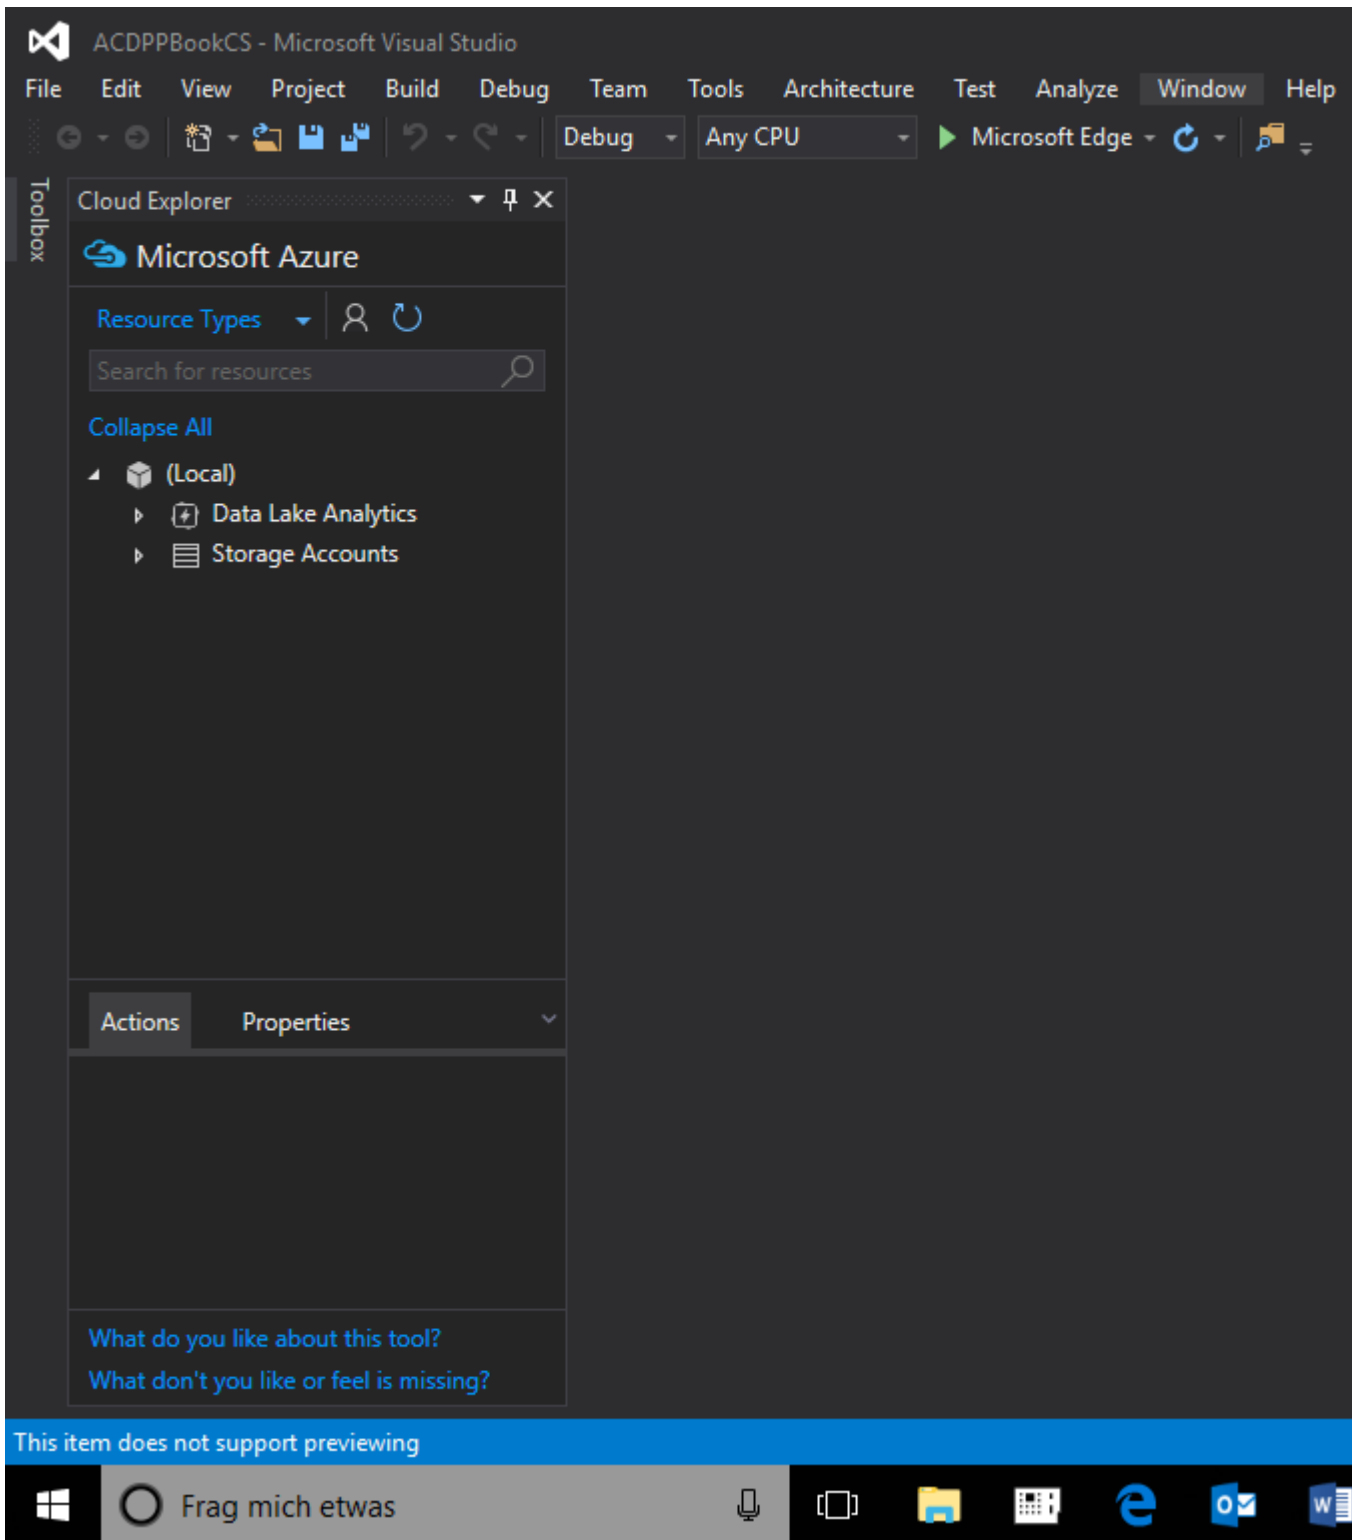 ACDPPBookCS - Microsoft Visual Studio
File Edit View Project Build Debug Team Tools Architecture Test Analyze Window Help
Debug Any CPU Microsoft Edge
Toolbox
Cloud Explorer
Microsoft Azure
Resource Types
Search for resources
Collapse All
(Local)
Data Lake Analytics
Storage Accounts
Actions Properties
What do you like about this tool?
What don't you like or feel is missing?
This item does not support previewing
Frag mich etwas